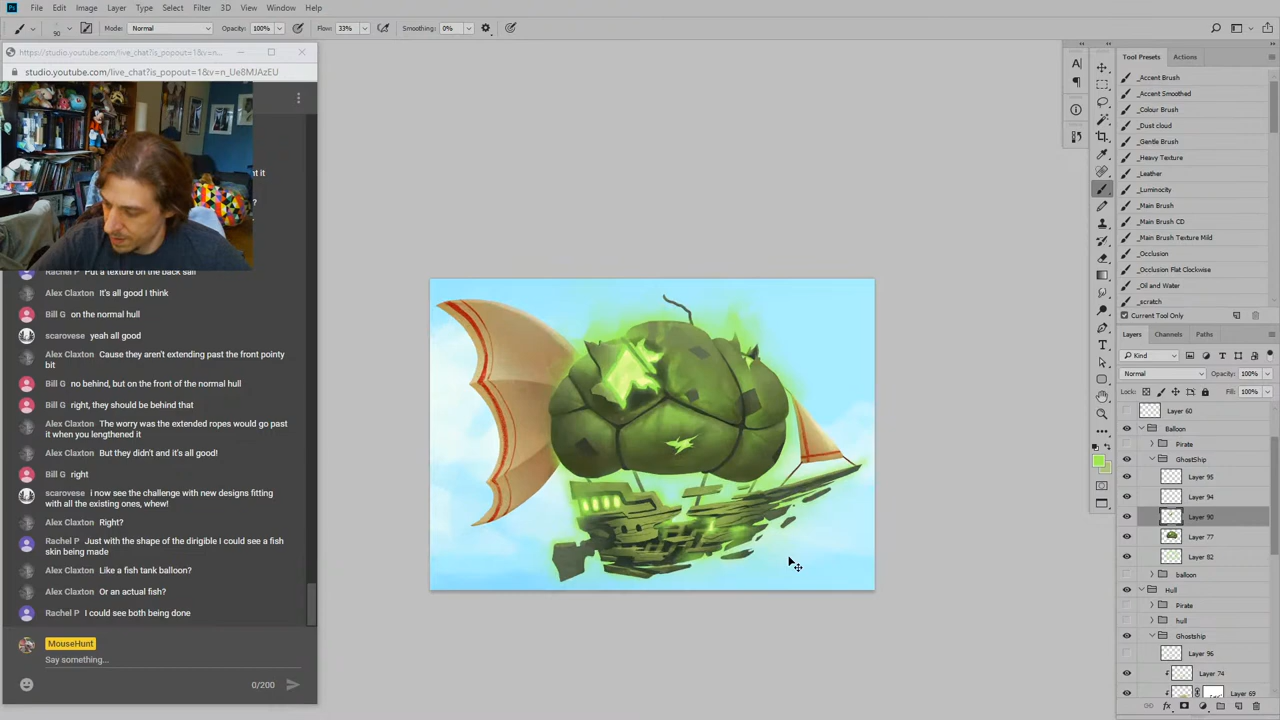 File Edit Image Layer Type Select Filter 3D View Window Help
90 Mode: Normal Opacity: 100% Flow: 33% Smoothing: 0%
https://studio.youtube.com/live_chat?is_popout=1&v=n_...
studio.youtube.com/live_chat?is_popout=1&v=n_Ue8MJAzEU
it
?
Rachel P Put a texture on the back sail
Alex Claxton It's all good I think
Bill G on the normal hull
scarovese yeah all good
Alex Claxton Cause they aren't extending past the front pointy
bit
Bill G no behind, but on the front of the normal hull
Bill G right, they should be behind that
Alex Claxton The worry was the extended ropes would go past
it when you lengthened it
Alex Claxton But they didn't and it's all good!
Bill G right
scarovese i now see the challenge with new designs fitting
with all the existing ones, whew!
Alex Claxton Right?
Rachel P Just with the shape of the dirigible I could see a fish
skin being made
Alex Claxton Like a fish tank balloon?
Alex Claxton Or an actual fish?
Rachel P I could see both being done
MouseHunt
Say something...
0/200
Tool Presets Actions
_Accent Brush
_Accent Smoothed
_Colour Brush
_Dust cloud
_Gentle Brush
_Heavy Texture
_Leather
_Luminocity
_Main Brush
_Main Brush CD
_Main Brush Texture Mild
_Occlusion
_Occlusion Flat Clockwise
_Oil and Water
_scratch
Current Tool Only
Layers Channels Paths
Kind
Normal Opacity: 100%
Lock: Fill: 100%
Layer 60
Balloon
Pirate
GhostShip
Layer 95
Layer 94
Layer 90
Layer 77
Layer 82
balloon
Hull
Pirate
hull
Ghostship
Layer 96
Layer 74
Layer 69